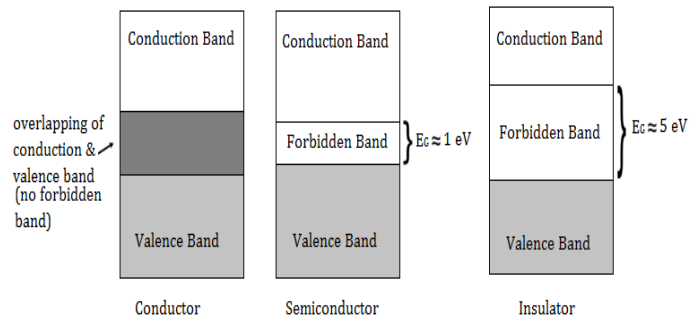 Conduction Band
overlapping of
conduction &
valence band
(no forbidden
band)
Valence Band
Conductor
Conduction Band
Forbidden Band
EG ≈ 1 eV
Valence Band
Semiconductor
Conduction Band
Forbidden Band
EG ≈ 5 eV
Valence Band
Insulator